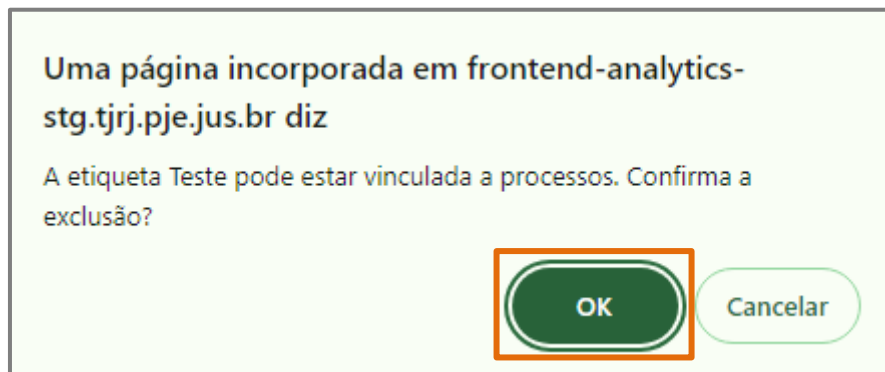 Uma página incorporada em frontend-analytics-
stg.tjrj.pje.jus.br diz
A etiqueta Teste pode estar vinculada a processos. Confirma a
exclusão?
OK Cancelar